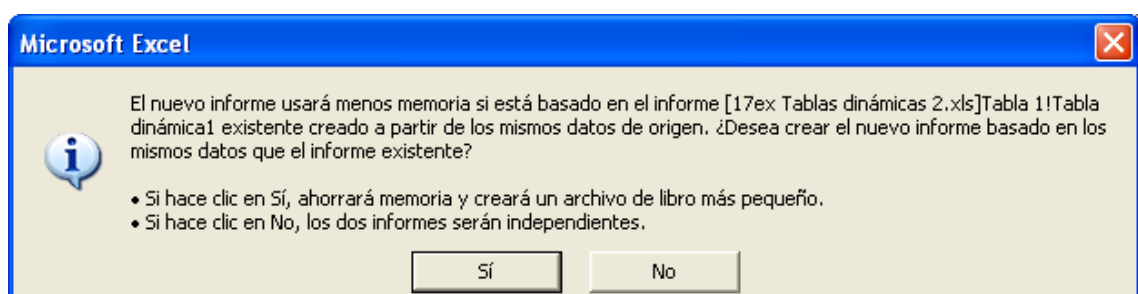 Microsoft Excel
El nuevo informe usará menos memoria si está basado en el informe [17ex Tablas dinámicas 2.xls]Tabla 1!Tabla
dinámica1 existente creado a partir de los mismos datos de origen. ¿Desea crear el nuevo informe basado en los
mismos datos que el informe existente?
• Si hace clic en Sí, ahorrará memoria y creará un archivo de libro más pequeño.
• Si hace clic en No, los dos informes serán independientes.
Sí No